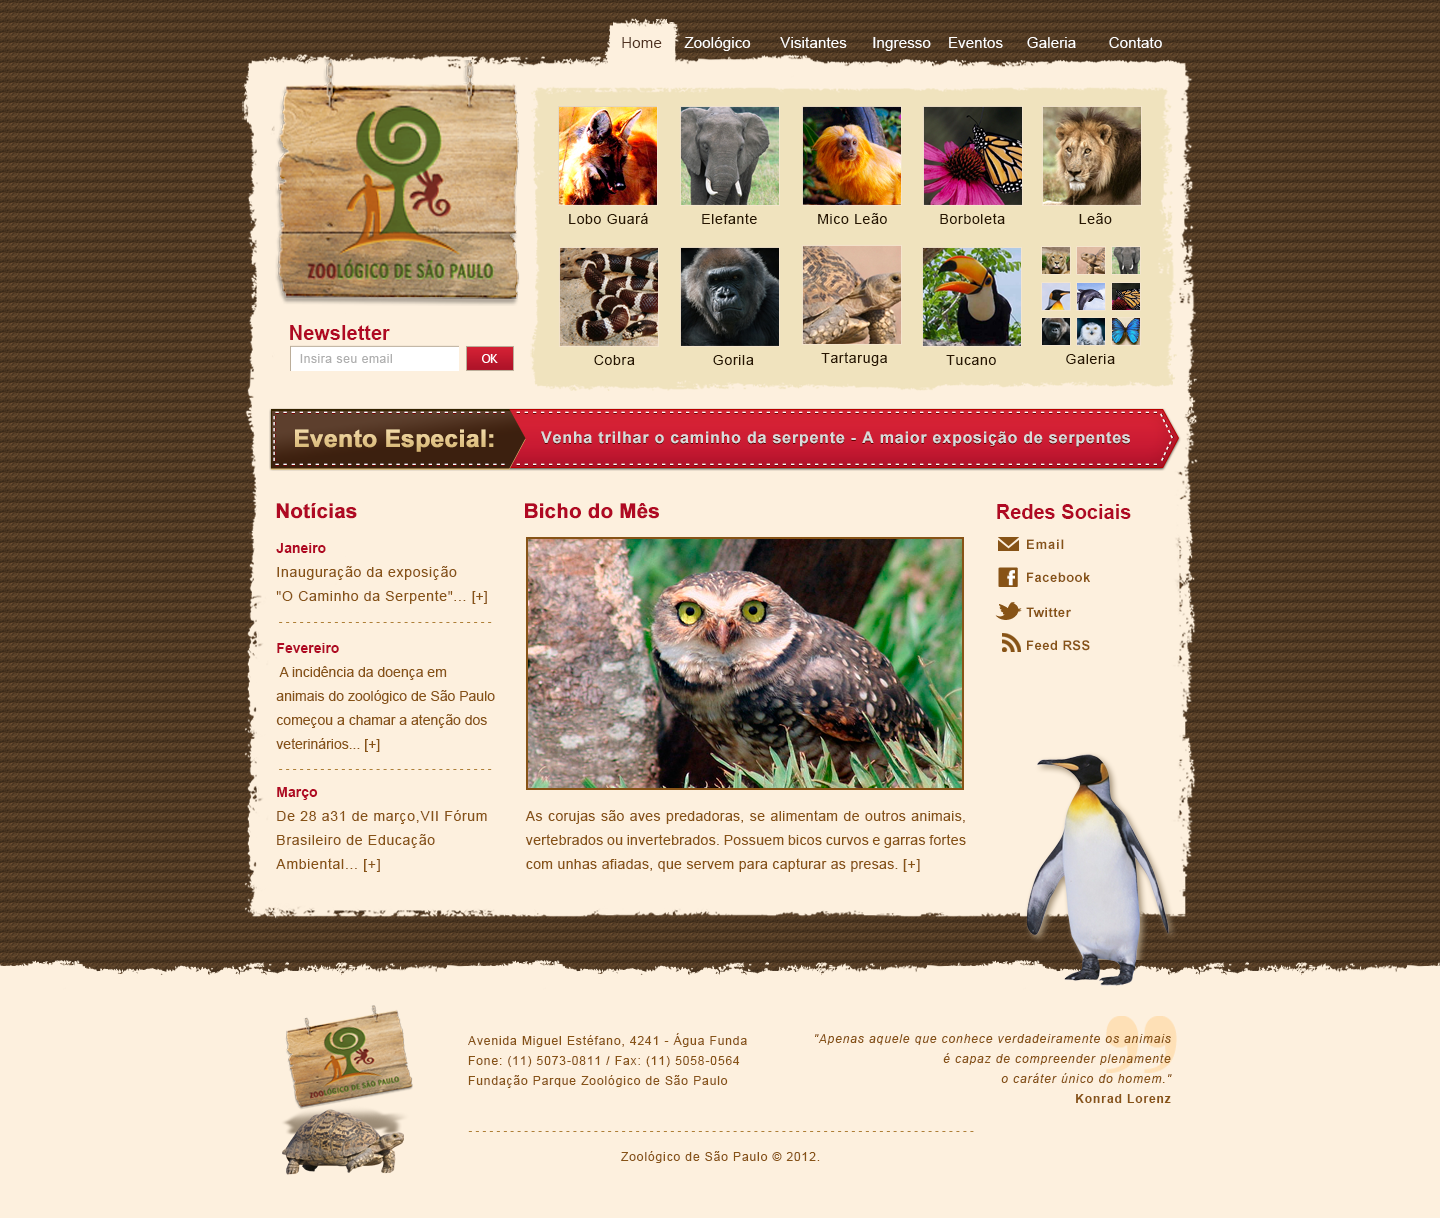 Home Zoológico Visitantes Ingresso Eventos Galeria Contato
ZOOLÓGICO DE SÃO PAULO
Lobo Guará Elefante Mico Leão Borboleta Leão
Cobra Gorila Tartaruga Tucano Galeria
Newsletter
Insira seu email OK
Evento Especial: Venha trilhar o caminho da serpente - A maior exposição de serpentes
Notícias
Janeiro
Inauguração da exposição
"O Caminho da Serpente"... [+]
Fevereiro
A incidência da doença em
animais do zoológico de São Paulo
começou a chamar a atenção dos
veterinários... [+]
Março
De 28 a31 de março,VII Fórum
Brasileiro de Educação
Ambiental... [+]
Bicho do Mês
As corujas são aves predadoras, se alimentam de outros animais,
vertebrados ou invertebrados. Possuem bicos curvos e garras fortes
com unhas afiadas, que servem para capturar as presas. [+]
Redes Sociais
Email
Facebook
Twitter
Feed RSS
ZOOLÓGICO DE SÃO PAULO
Avenida Miguel Estéfano, 4241 - Água Funda
Fone: (11) 5073-0811 / Fax: (11) 5058-0564
Fundação Parque Zoológico de São Paulo
"Apenas aquele que conhece verdadeiramente os animais
é capaz de compreender plenamente
o caráter único do homem."
Konrad Lorenz
Zoológico de São Paulo © 2012.